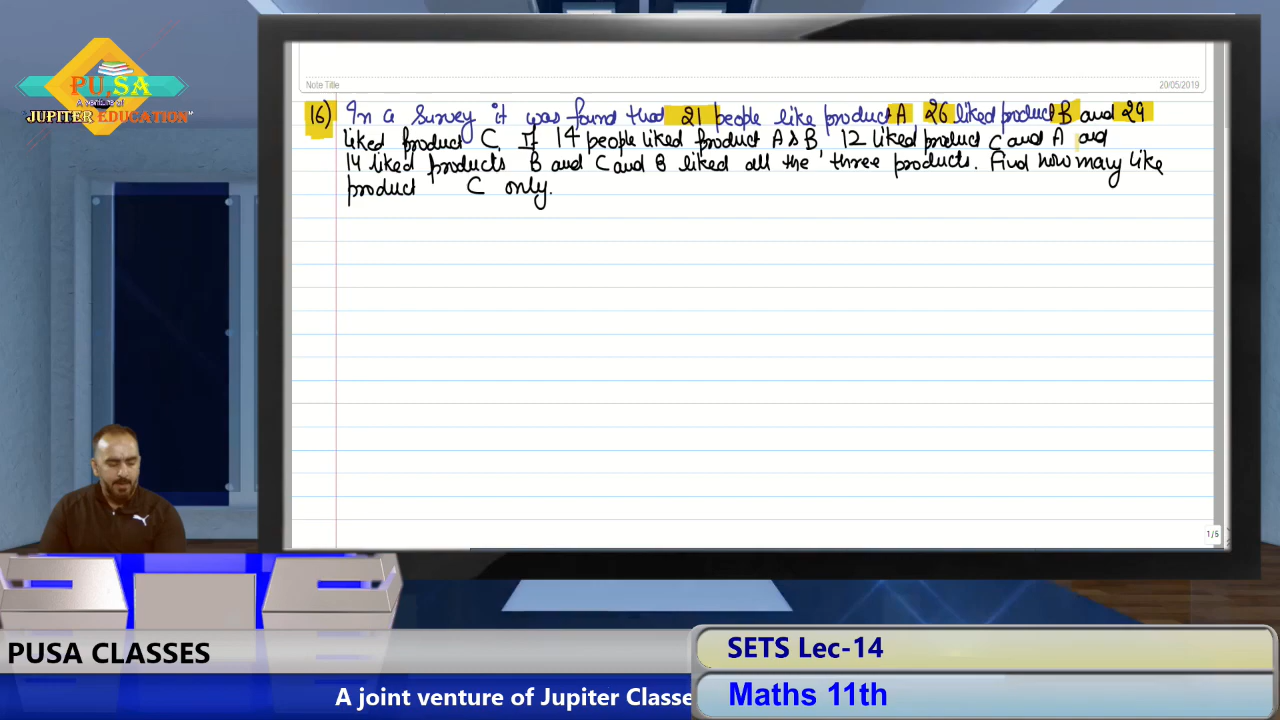 PU,SA
A venture of
"JUPITER EDUCATION"
Note Title
20/05/2019
16) In a survey it was found that 21 people like product A 26 liked product B and 29
liked product C. If 14 people liked product A & B, 12 liked product C and A and
14 liked products B and C and 8 liked all the three products. Find how may like
product C only.
1/5
PUSA CLASSES
SETS Lec-14
A joint venture of Jupiter Classe
Maths 11th